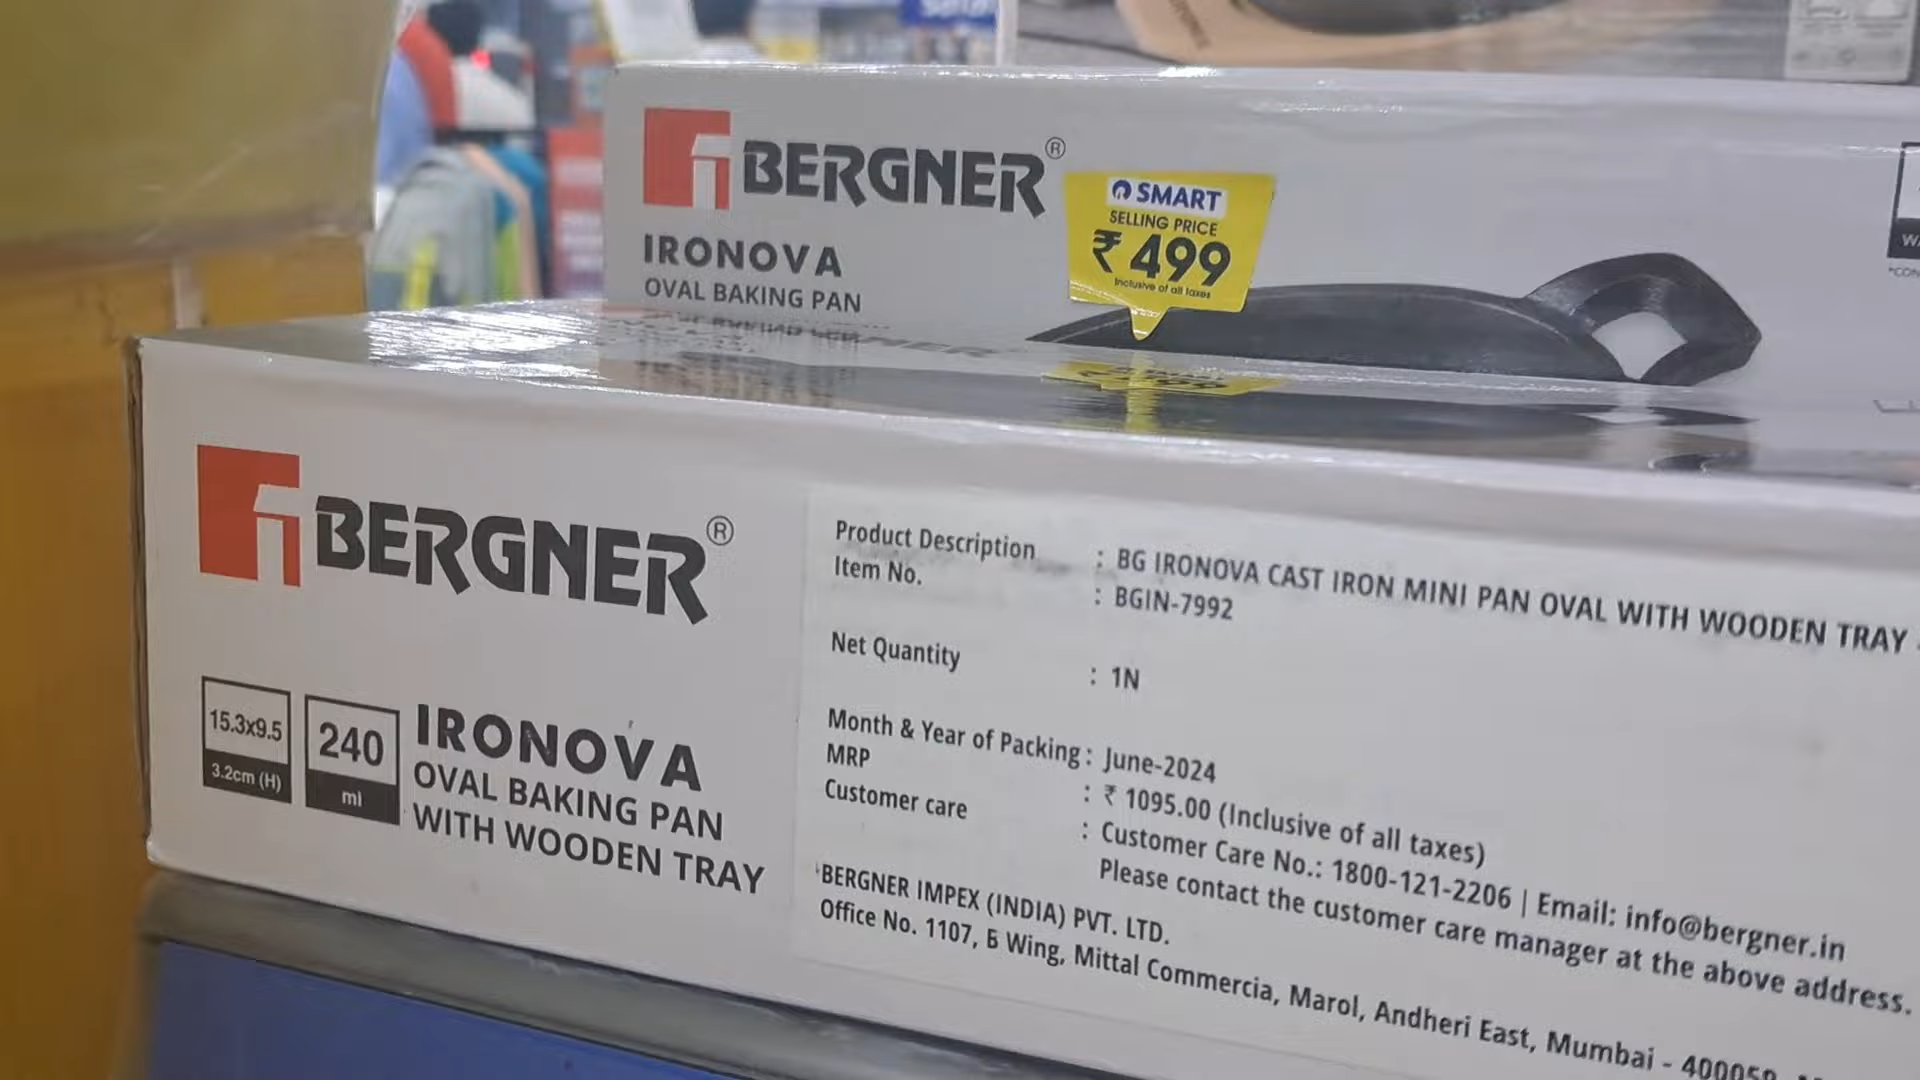 BERGNER®
IRONOVA
OVAL BAKING PAN
SMART
SELLING PRICE
₹ 499
Inclusive of all taxes
BERGNER®
15.3x9.5
3.2cm (H)
240
ml
IRONOVA
OVAL BAKING PAN
WITH WOODEN TRAY
Product Description : BG IRONOVA CAST IRON MINI PAN OVAL WITH WOODEN TRAY
Item No. : BGIN-7992
Net Quantity : 1N
Month & Year of Packing : June-2024
MRP : ₹ 1095.00 (Inclusive of all taxes)
Customer care : Customer Care No.: 1800-121-2206 | Email: info@bergner.in
Please contact the customer care manager at the above address.
BERGNER IMPEX (INDIA) PVT. LTD.
Office No. 1107, B Wing, Mittal Commercia, Marol, Andheri East, Mumbai - 400059